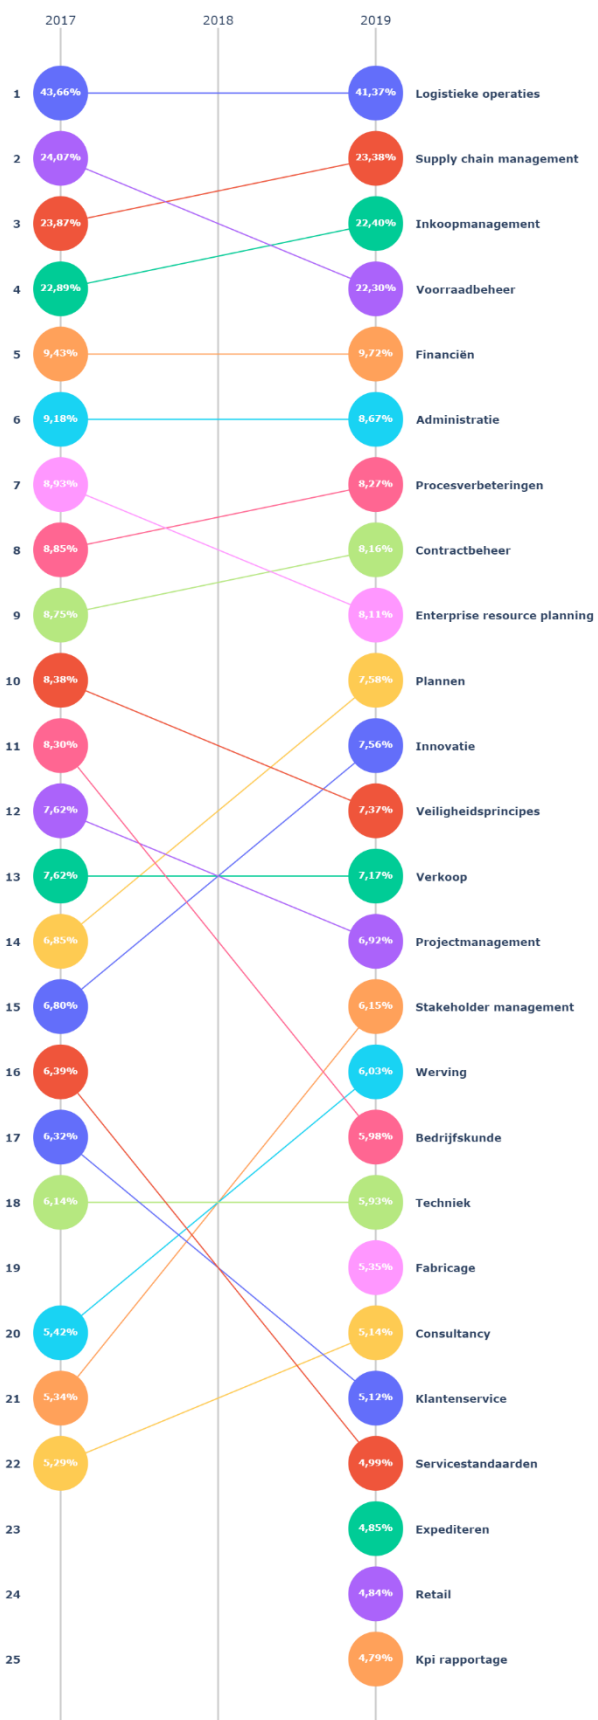 2017 2018 2019
1 43,66% 41,37% Logistieke operaties
2 24,07% 23,38% Supply chain management
3 23,87% 22,40% Inkoopmanagement
4 22,89% 22,30% Voorraadbeheer
5 9,43% 9,72% Financiën
6 9,18% 8,67% Administratie
7 8,93% 8,27% Procesverbeteringen
8 8,85% 8,16% Contractbeheer
9 8,75% 8,11% Enterprise resource planning
10 8,38% 7,58% Plannen
11 8,30% 7,56% Innovatie
12 7,62% 7,37% Veiligheidsprincipes
13 7,62% 7,17% Verkoop
14 6,85% 6,92% Projectmanagement
15 6,80% 6,15% Stakeholder management
16 6,39% 6,03% Werving
17 6,32% 5,98% Bedrijfskunde
18 6,14% 5,93% Techniek
19 5,35% Fabricage
20 5,42% 5,14% Consultancy
21 5,34% 5,12% Klantenservice
22 5,29% 4,99% Servicestandaarden
23 4,85% Expediteren
24 4,84% Retail
25 4,79% Kpi rapportage